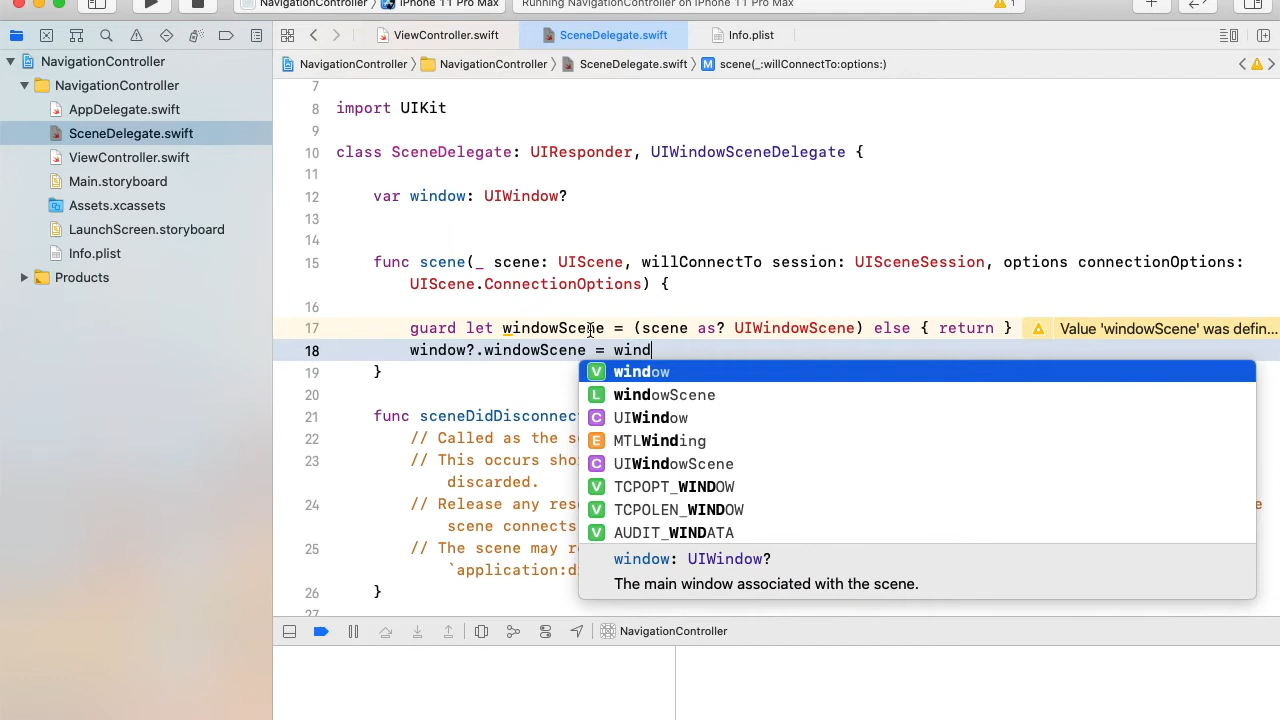 NavigationController
iPhone 11 Pro Max
Running NavigationController on iPhone 11 Pro Max
1
ViewController.swift
SceneDelegate.swift
Info.plist
NavigationController
NavigationController
AppDelegate.swift
SceneDelegate.swift
ViewController.swift
Main.storyboard
Assets.xcassets
LaunchScreen.storyboard
Info.plist
Products
NavigationController
NavigationController
SceneDelegate.swift
M
scene(_:willConnectTo:options:)
7
8 import UIKit
9
10 class SceneDelegate: UIResponder, UIWindowSceneDelegate {
11
12 var window: UIWindow?
13
14
15 func scene(_ scene: UIScene, willConnectTo session: UISceneSession, options connectionOptions:
UIScene.ConnectionOptions) {
16
17 guard let windowScene = (scene as? UIWindowScene) else { return } Value 'windowScene' was defin...
18 window?.windowScene = wind
19 }
20
21 func sceneDidDisconnec
22 // Called as the s
23 // This occurs sho
discarded.
24 // Release any res e
scene connects
25 // The scene may r
`application:d
26 }
27
V window
L windowScene
C UIWindow
E MTLWinding
C UIWindowScene
V TCPOPT_WINDOW
V TCPOLEN_WINDOW
V AUDIT_WINDATA
window: UIWindow?
The main window associated with the scene.
NavigationController